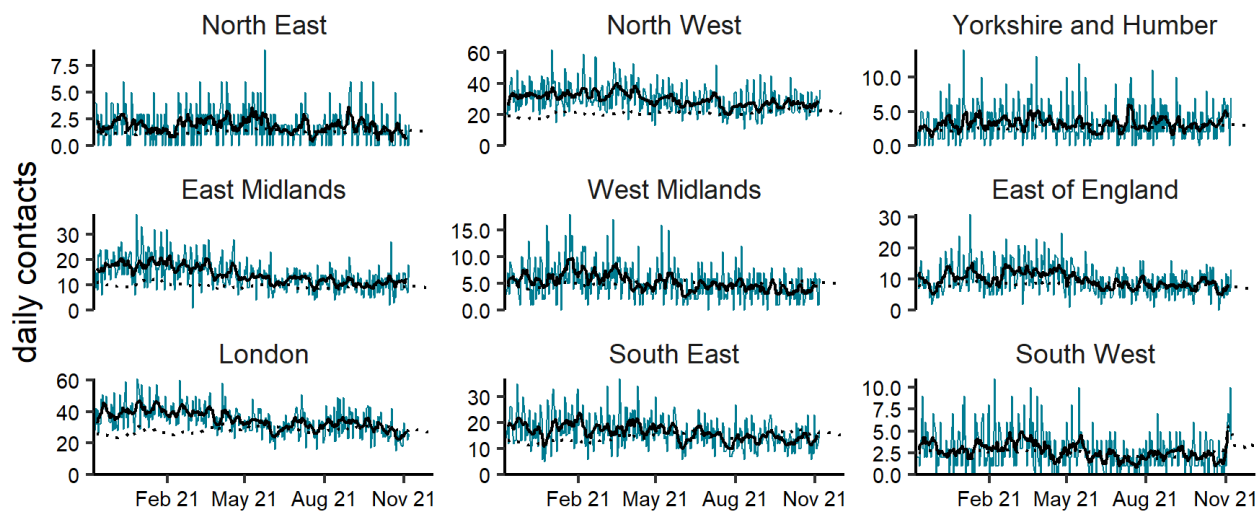 North East
North West
Yorkshire and Humber
7.5
5.0
2.5
0.0
60
40
20
0
10.0
5.0
0.0
East Midlands
West Midlands
East of England
30
20
10
0
15.0
10.0
5.0
0.0
30
20
10
0
daily contacts
London
South East
South West
60
40
20
0
30
20
10
0
10.0
7.5
5.0
2.5
0.0
Feb 21 May 21 Aug 21 Nov 21
Feb 21 May 21 Aug 21 Nov 21
Feb 21 May 21 Aug 21 Nov 21